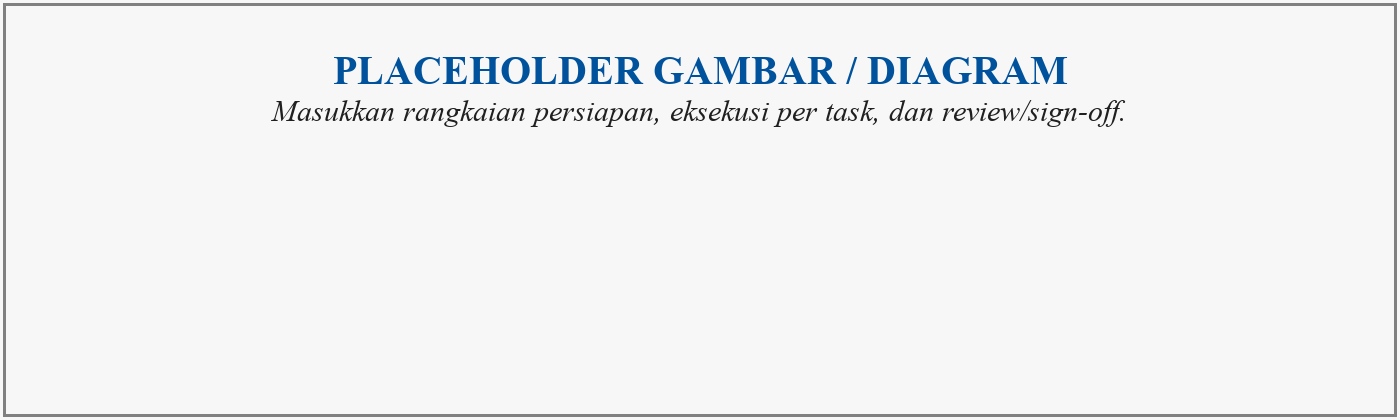 PLACEHOLDER GAMBAR / DIAGRAM
Masukkan rangkaian persiapan, eksekusi per task, dan review/sign-off.